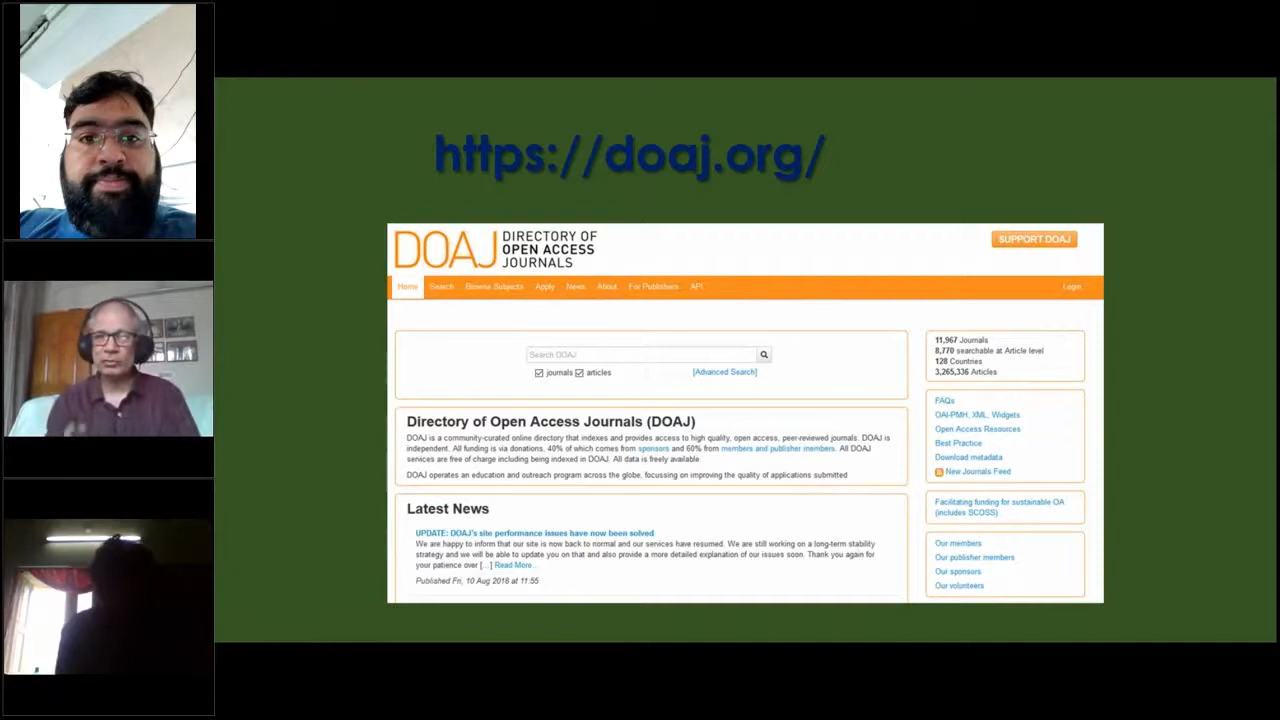 https://doaj.org/
DOAJ
DIRECTORY OF
OPEN ACCESS
JOURNALS
SUPPORT DOAJ
Home Search Browse Subjects Apply News About For Publishers API Login
Search DOAJ
journals articles [Advanced Search]
Directory of Open Access Journals (DOAJ)
DOAJ is a community-curated online directory that indexes and provides access to high quality, open access, peer-reviewed journals. DOAJ is
independent. All funding is via donations, 40% of which comes from sponsors and 60% from members and publisher members. All DOAJ
services are free of charge including being indexed in DOAJ. All data is freely available
DOAJ operates an education and outreach program across the globe, focussing on improving the quality of applications submitted
Latest News
UPDATE: DOAJ's site performance issues have now been solved
We are happy to inform that our site is now back to normal and our services have resumed. We are still working on a long-term stability
strategy and we will be able to update you on that and also provide a more detailed explanation of our issues soon. Thank you again for
your patience over [...] Read More...
Published Fri, 10 Aug 2018 at 11:55
11,967 Journals
8,770 searchable at Article level
128 Countries
3,265,336 Articles
FAQs
OAI-PMH, XML, Widgets
Open Access Resources
Best Practice
Download metadata
New Journals Feed
Facilitating funding for sustainable OA
(includes SCOSS)
Our members
Our publisher members
Our sponsors
Our volunteers